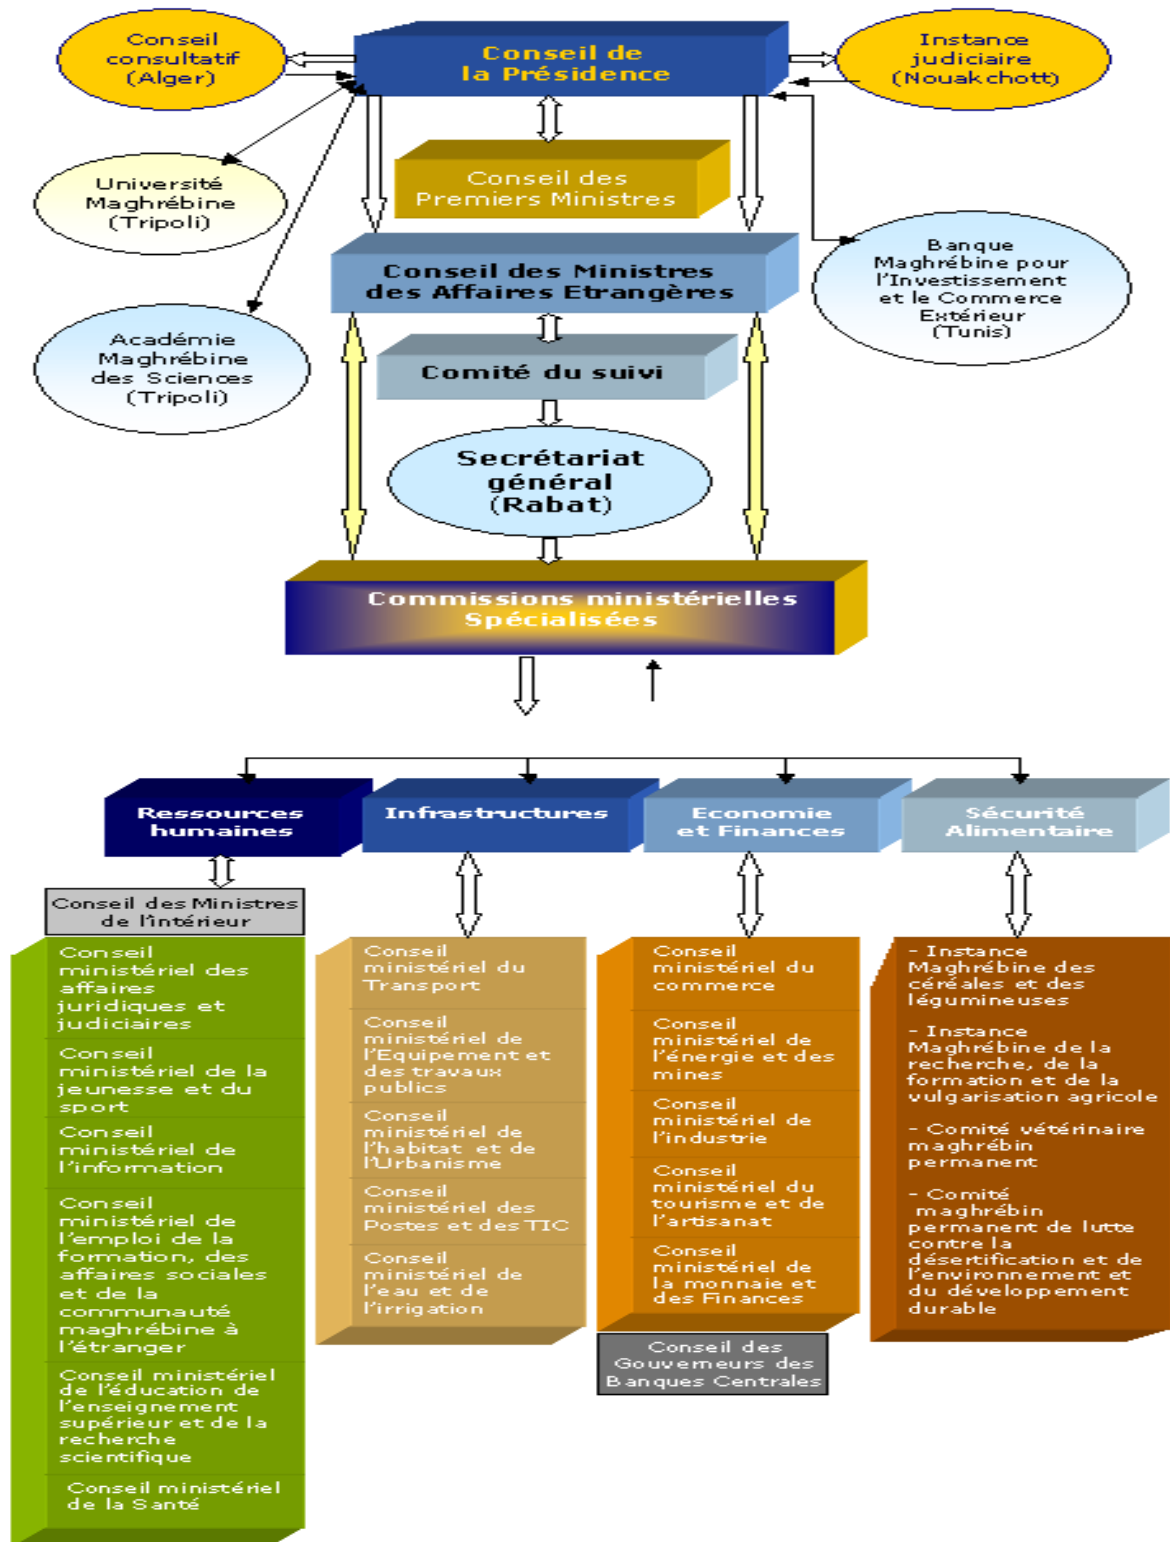 Conseil
consultatif
(Alger)
Conseil de
la Présidence
Instance
judiciaire
(Nouakchott)
Conseil des
Premiers Ministres
Université
Maghrébine
(Tripoli)
Conseil des Ministres
des Affaires Etrangères
Banque
Maghrébine pour
l'Investissement
et le Commerce
Extérieur
(Tunis)
Académie
Maghrébine
des Sciences
(Tripoli)
Comité du suivi
Secrétariat
général
(Rabat)
Commissions ministérielles
Spécialisées
Ressources
humaines
Infrastructures
Economie
et Finances
Sécurité
Alimentaire
Conseil des Ministres
de l'intérieur
Conseil
ministériel des
affaires
juridiques et
judiciaires
Conseil
ministériel de la
jeunesse et du
sport
Conseil
ministériel de
l'information
Conseil
ministériel de
l'emploi de la
formation, des
affaires sociales
et de la
communauté
maghrébine à
l'étranger
Conseil ministériel
de l'éducation de
l'enseignement
supérieur et de la
recherche
scientifique
Conseil ministériel
de la Santé
Conseil
ministériel du
Transport
Conseil
ministériel de
l'Equipement et
des travaux
publics
Conseil
ministériel de
l'habitat et de
l'Urbanisme
Conseil
ministériel des
Postes et des TIC
Conseil
ministériel de
l'eau et de
l'irrigation
Conseil
ministériel du
commerce
Conseil
ministériel de
l'énergie et des
mines
Conseil
ministériel de
l'industrie
Conseil
ministériel du
tourisme et de
l'artisanat
Conseil
ministériel de
la monnaie et
des Finances
Conseil des
Gouverneurs des
Banques Centrales
- Instance
Maghrébine des
céréales et des
légumineuses
- Instance
Maghrébine de la
recherche, de la
formation et de la
vulgarisation agricole
- Comité vétérinaire
maghrébin
permanent
- Comité
maghrébin
permanent de lutte
contre la
désertification et de
l'environnement et
du développement
durable